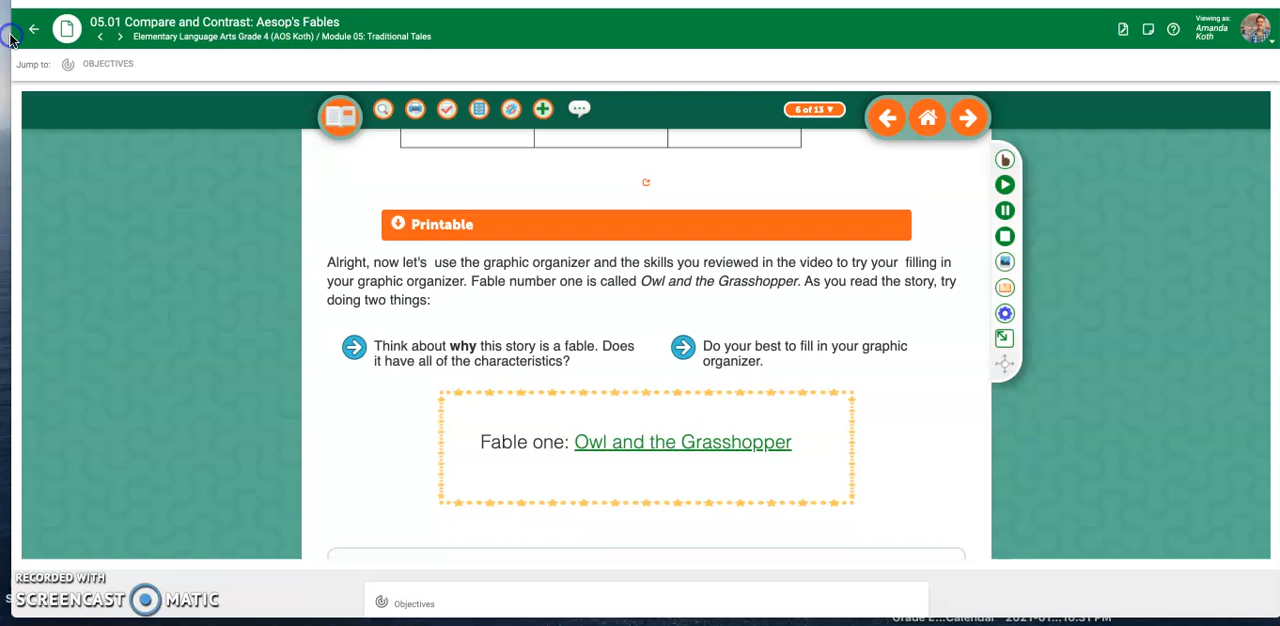 05.01 Compare and Contrast: Aesop's Fables
Elementary Language Arts Grade 4 (AOS Koth) / Module 05: Traditional Tales
Viewing as:
Amanda
Koth
Jump to: OBJECTIVES
6 of 13 ▼
Printable
Alright, now let's use the graphic organizer and the skills you reviewed in the video to try your filling in
your graphic organizer. Fable number one is called Owl and the Grasshopper. As you read the story, try
doing two things:
Think about why this story is a fable. Does
it have all of the characteristics?
Do your best to fill in your graphic
organizer.
Fable one: Owl and the Grasshopper
RECORDED WITH
SCREENCAST MATIC
Objectives